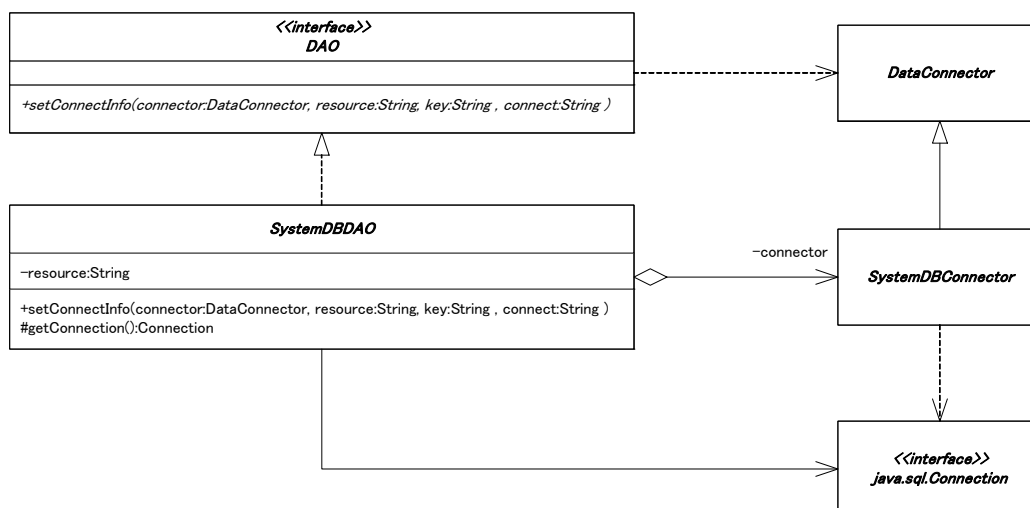 <<interface>>
DAO
+setConnectInfo(connector:DataConnector, resource:String, key:String , connect:String )
DataConnector
SystemDBDAO
-resource:String
+setConnectInfo(connector:DataConnector, resource:String, key:String , connect:String )
#getConnection():Connection
-connector
SystemDBConnector
<<interface>>
java.sql.Connection